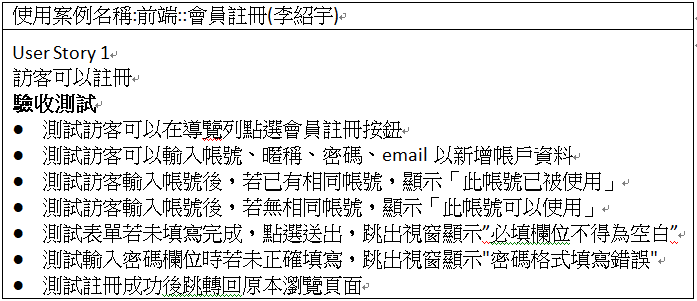 使用案例名稱:前端::會員註冊(李紹宇)
User Story 1
訪客可以註冊
驗收測試
● 測試訪客可以在導覽列點選會員註冊按鈕
● 測試訪客可以輸入帳號、暱稱、密碼、email 以新增帳戶資料
● 測試訪客輸入帳號後，若已有相同帳號，顯示「此帳號已被使用」
● 測試訪客輸入帳號後，若無相同帳號，顯示「此帳號可以使用」
● 測試表單若未填寫完成，點選送出，跳出視窗顯示”必填欄位不得為空白”
● 測試輸入密碼欄位時若未正確填寫，跳出視窗顯示"密碼格式填寫錯誤"
● 測試註冊成功後跳轉回原本瀏覽頁面